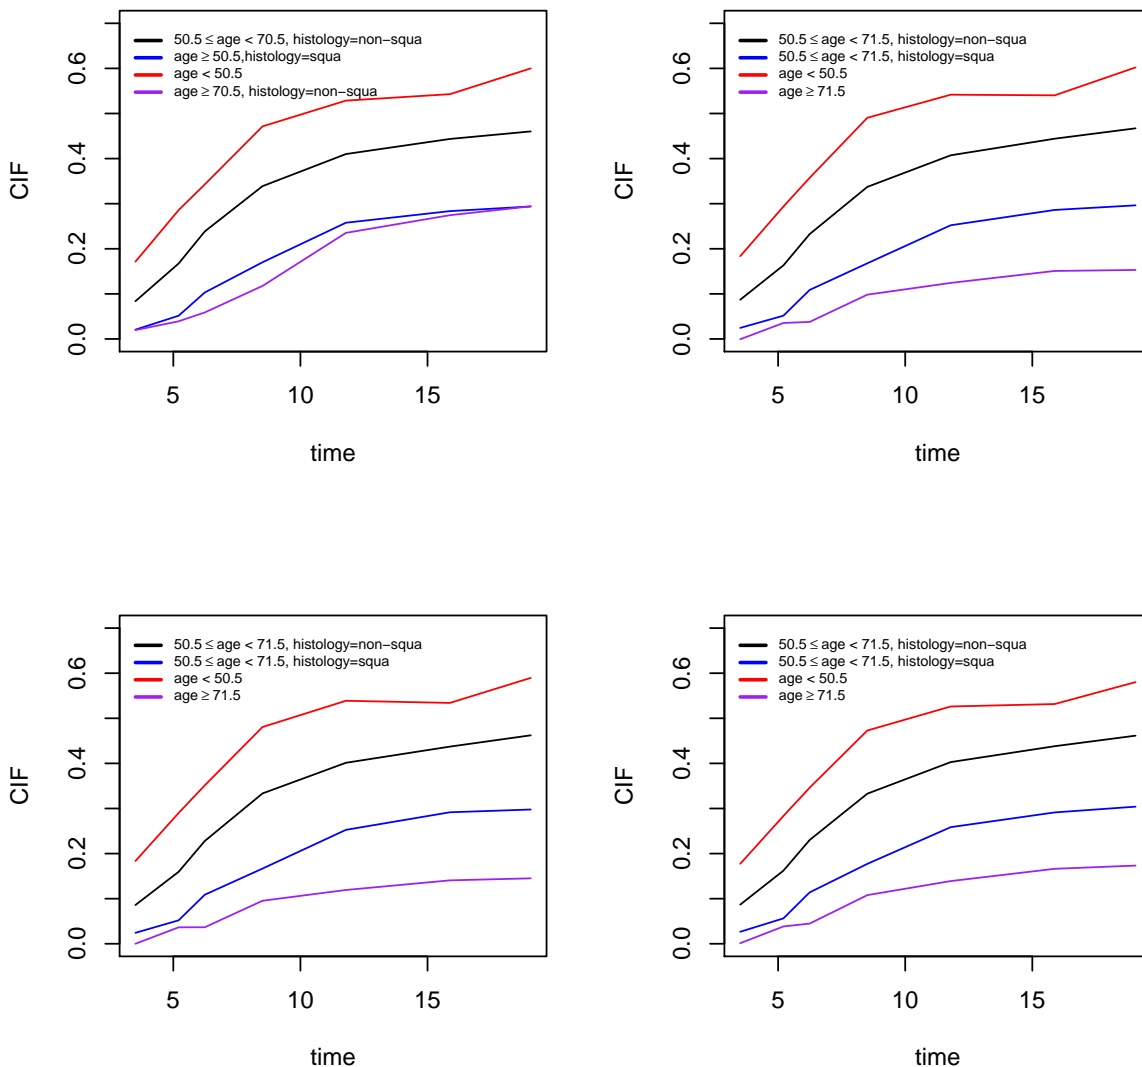 50.5 ≤ age < 70.5, histology=non−squa
age ≥ 50.5,histology=squa
age < 50.5
age ≥ 70.5, histology=non−squa
CIF
0.0
0.2
0.4
0.6
5
10
15
time
50.5 ≤ age < 71.5, histology=non−squa
50.5 ≤ age < 71.5, histology=squa
age < 50.5
age ≥ 71.5
CIF
0.0
0.2
0.4
0.6
5
10
15
time
50.5 ≤ age < 71.5, histology=non−squa
50.5 ≤ age < 71.5, histology=squa
age < 50.5
age ≥ 71.5
CIF
0.0
0.2
0.4
0.6
5
10
15
time
50.5 ≤ age < 71.5, histology=non−squa
50.5 ≤ age < 71.5, histology=squa
age < 50.5
age ≥ 71.5
CIF
0.0
0.2
0.4
0.6
5
10
15
time